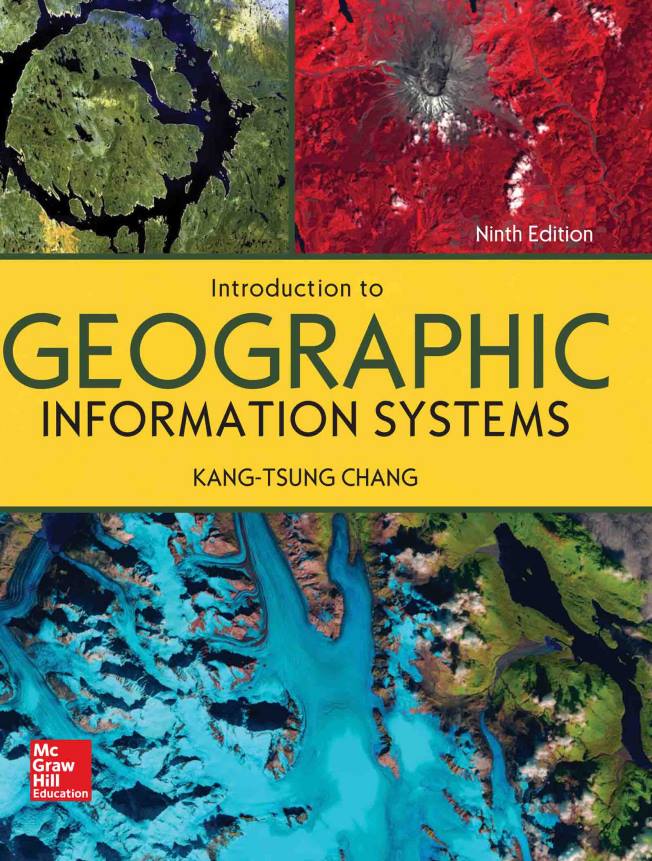 Ninth Edition
Introduction to
GEOGRAPHIC
INFORMATION SYSTEMS
KANG-TSUNG CHANG
Mc
Graw
Hill
Education